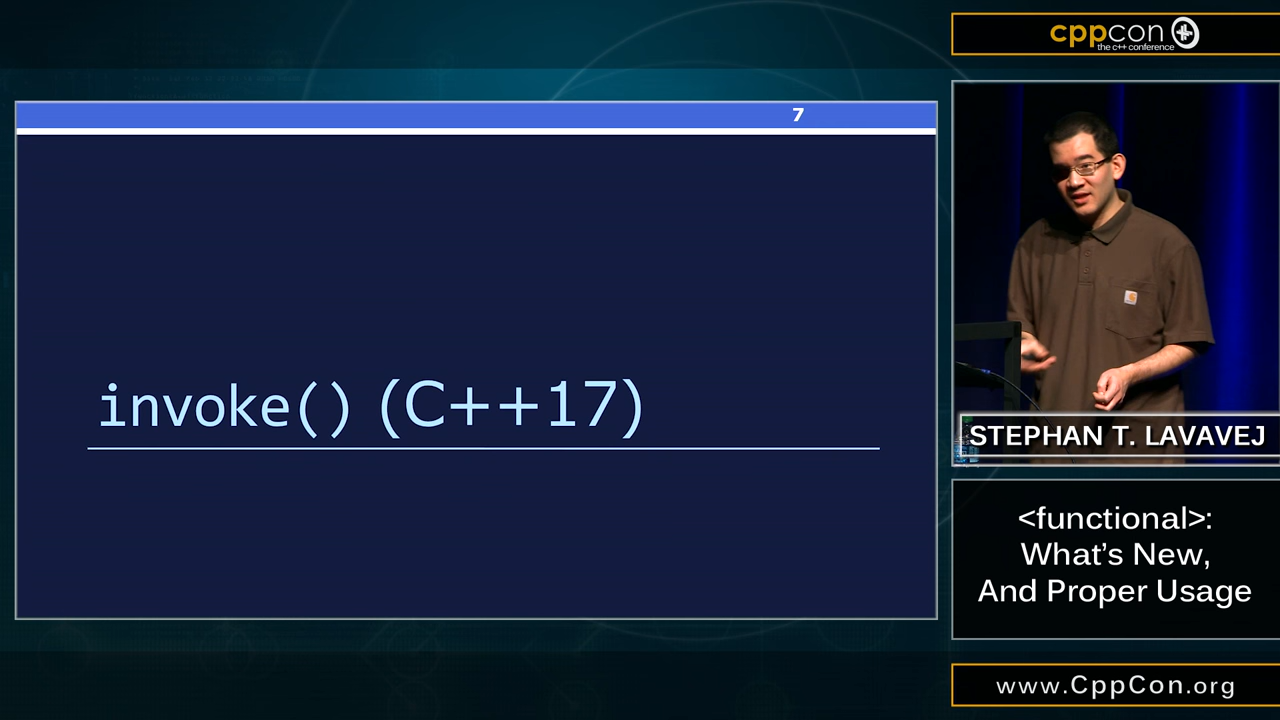 7
invoke() (C++17)
cppcon
the c++ conference
STEPHAN T. LAVAVEJ
<functional>:
What’s New,
And Proper Usage
www.CppCon.org